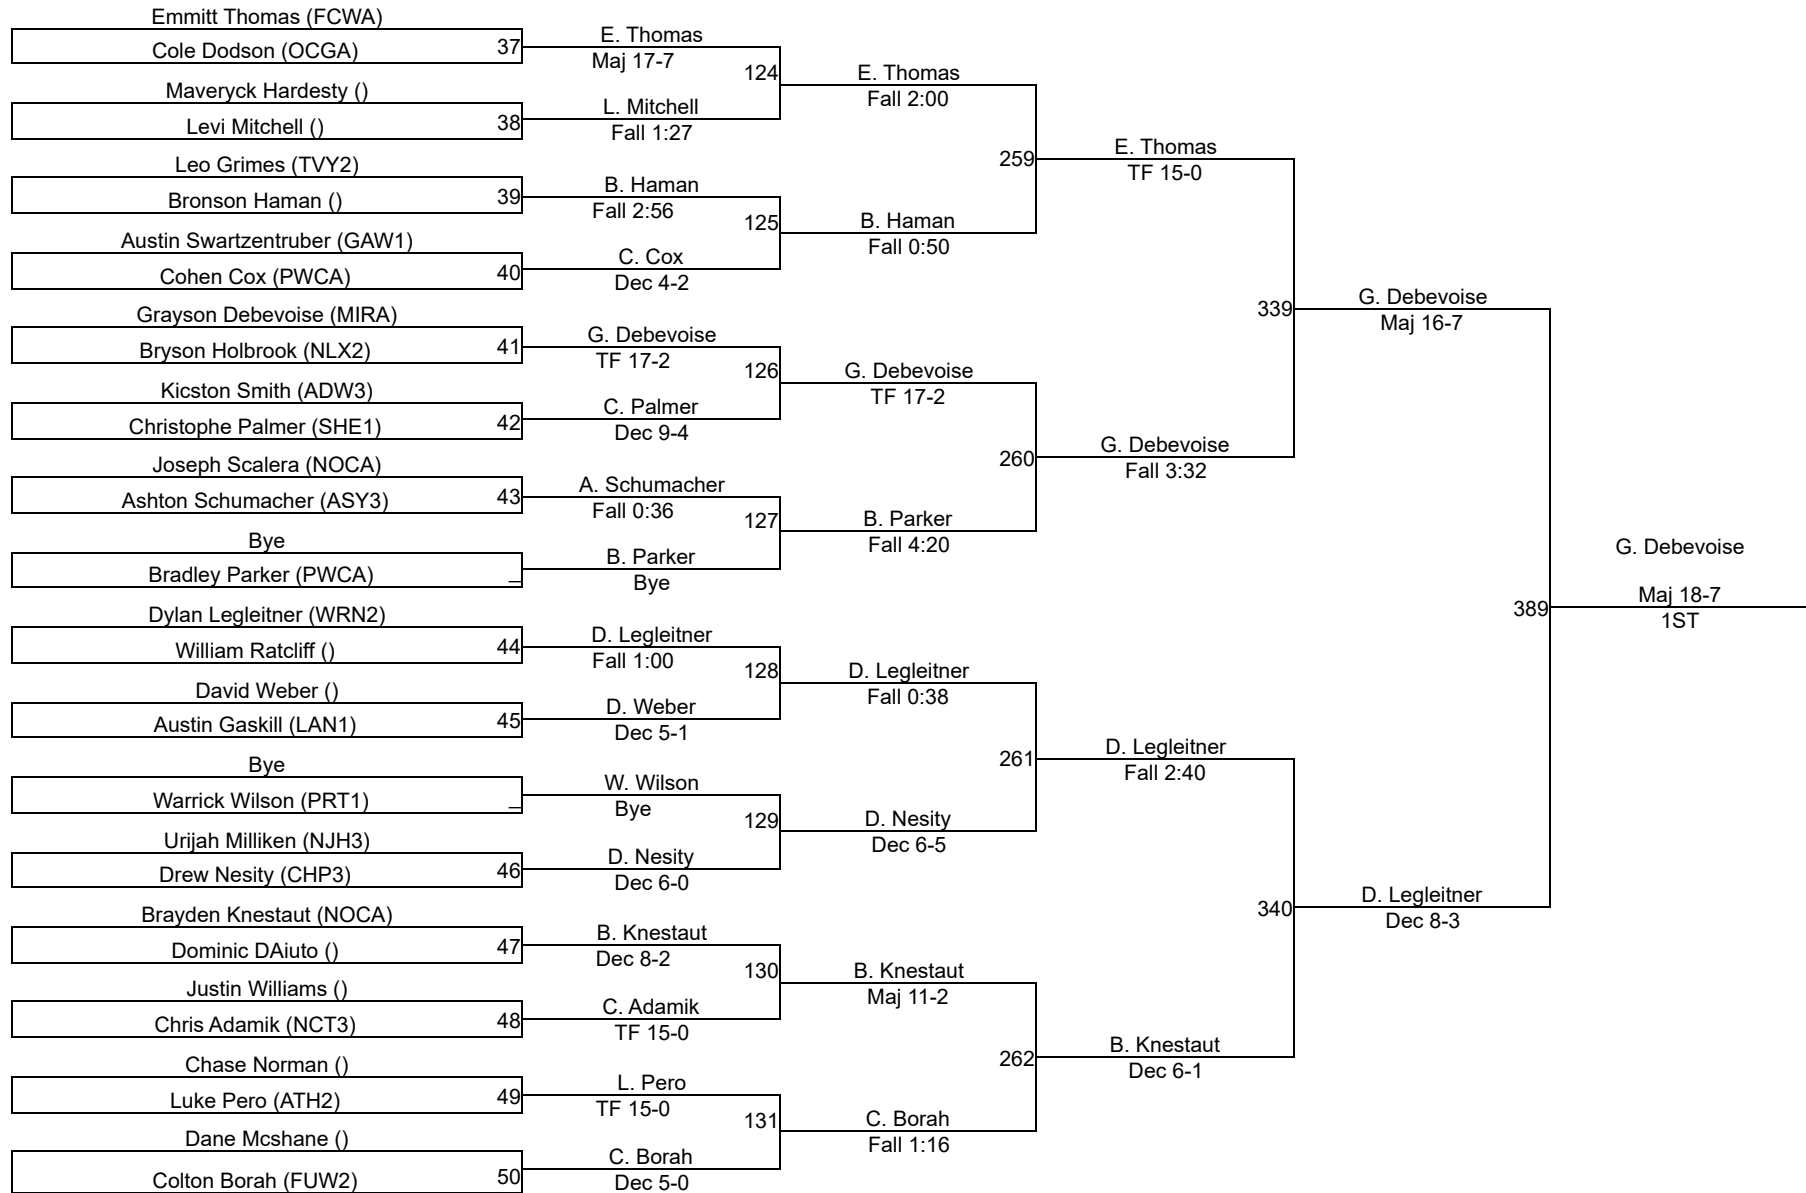 Emmitt Thomas (FCWA)
Cole Dodson (OCGA)
37
Maveryck Hardesty ()
Levi Mitchell ()
38
Leo Grimes (TVY2)
Bronson Haman ()
39
Austin Swartzentruber (GAW1)
Cohen Cox (PWCA)
40
Grayson Debevoise (MIRA)
Bryson Holbrook (NLX2)
41
Kicston Smith (ADW3)
Christophe Palmer (SHE1)
42
Joseph Scalera (NOCA)
Ashton Schumacher (ASY3)
43
Bye
Bradley Parker (PWCA)
_
Dylan Legleitner (WRN2)
William Ratcliff ()
44
David Weber ()
Austin Gaskill (LAN1)
45
Bye
Warrick Wilson (PRT1)
_
Urijah Milliken (NJH3)
Drew Nesity (CHP3)
46
Brayden Knestaut (NOCA)
Dominic DAiuto ()
47
Justin Williams ()
Chris Adamik (NCT3)
48
Chase Norman ()
Luke Pero (ATH2)
49
Dane Mcshane ()
Colton Borah (FUW2)
50
E. Thomas
Maj 17-7
124
L. Mitchell
Fall 1:27
B. Haman
Fall 2:56
125
C. Cox
Dec 4-2
G. Debevoise
TF 17-2
126
C. Palmer
Dec 9-4
A. Schumacher
Fall 0:36
127
B. Parker
Bye
D. Legleitner
Fall 1:00
128
D. Weber
Dec 5-1
W. Wilson
Bye
129
D. Nesity
Dec 6-0
B. Knestaut
Dec 8-2
130
C. Adamik
TF 15-0
L. Pero
TF 15-0
131
C. Borah
Dec 5-0
E. Thomas
Fall 2:00
259
B. Haman
Fall 0:50
G. Debevoise
TF 17-2
260
B. Parker
Fall 4:20
D. Legleitner
Fall 0:38
261
D. Nesity
Dec 6-5
B. Knestaut
Maj 11-2
262
C. Borah
Fall 1:16
E. Thomas
TF 15-0
339
G. Debevoise
Fall 3:32
D. Legleitner
Fall 2:40
340
B. Knestaut
Dec 6-1
G. Debevoise
Maj 16-7
389
D. Legleitner
Dec 8-3
G. Debevoise
Maj 18-7
1ST